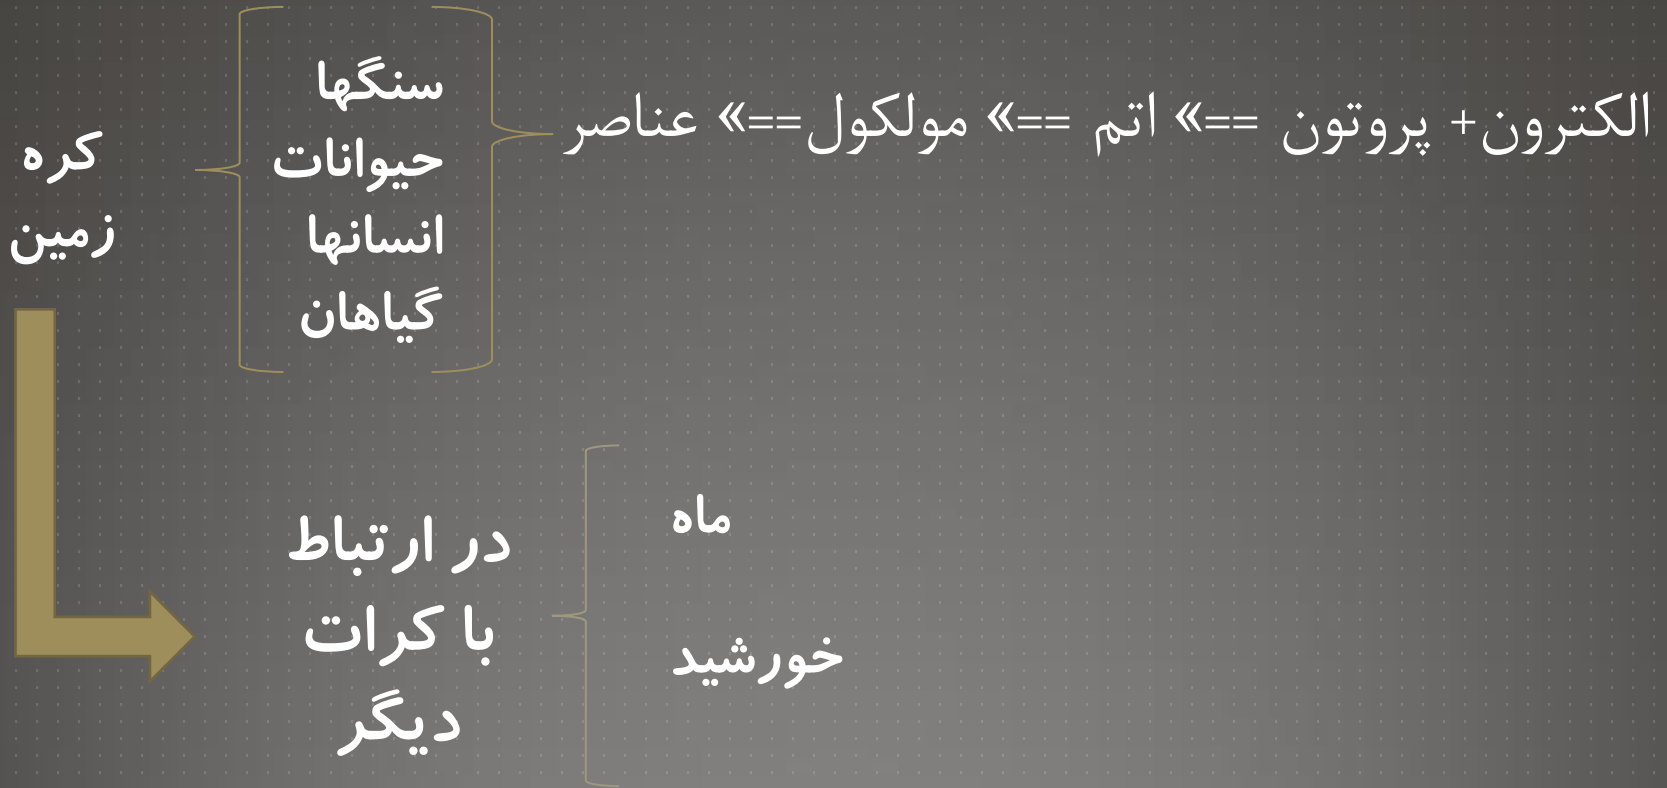 الکترون+ پروتون ==» اتم ==» مولکول==» عناصر
سنگها
حیوانات
انسانها
گیاهان
کره
زمین
در ارتباط
با کرات
دیگر
ماه
خورشید